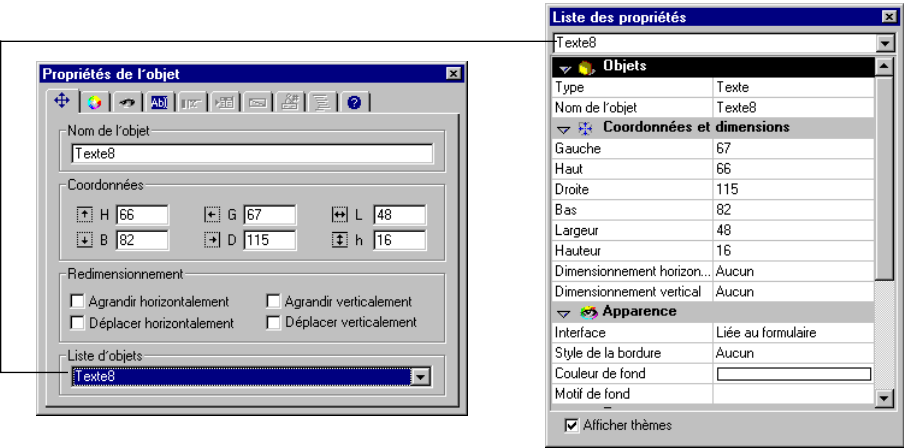 Propriétés de l'objet
Ab
?
Nom de l'objet
Texte8
Coordonnées
H 66 G 67 L 48
B 82 D 115 h 16
Redimensionnement
Agrandir horizontalement Agrandir verticalement
Déplacer horizontalement Déplacer verticalement
Liste d'objets
Texte8
Liste des propriétés
Texte8
Objets
Type Texte
Nom de l'objet Texte8
Coordonnées et dimensions
Gauche 67
Haut 66
Droite 115
Bas 82
Largeur 48
Hauteur 16
Dimensionnement horizon... Aucun
Dimensionnement vertical Aucun
Apparence
Interface Liée au formulaire
Style de la bordure Aucun
Couleur de fond
Motif de fond
Afficher thèmes